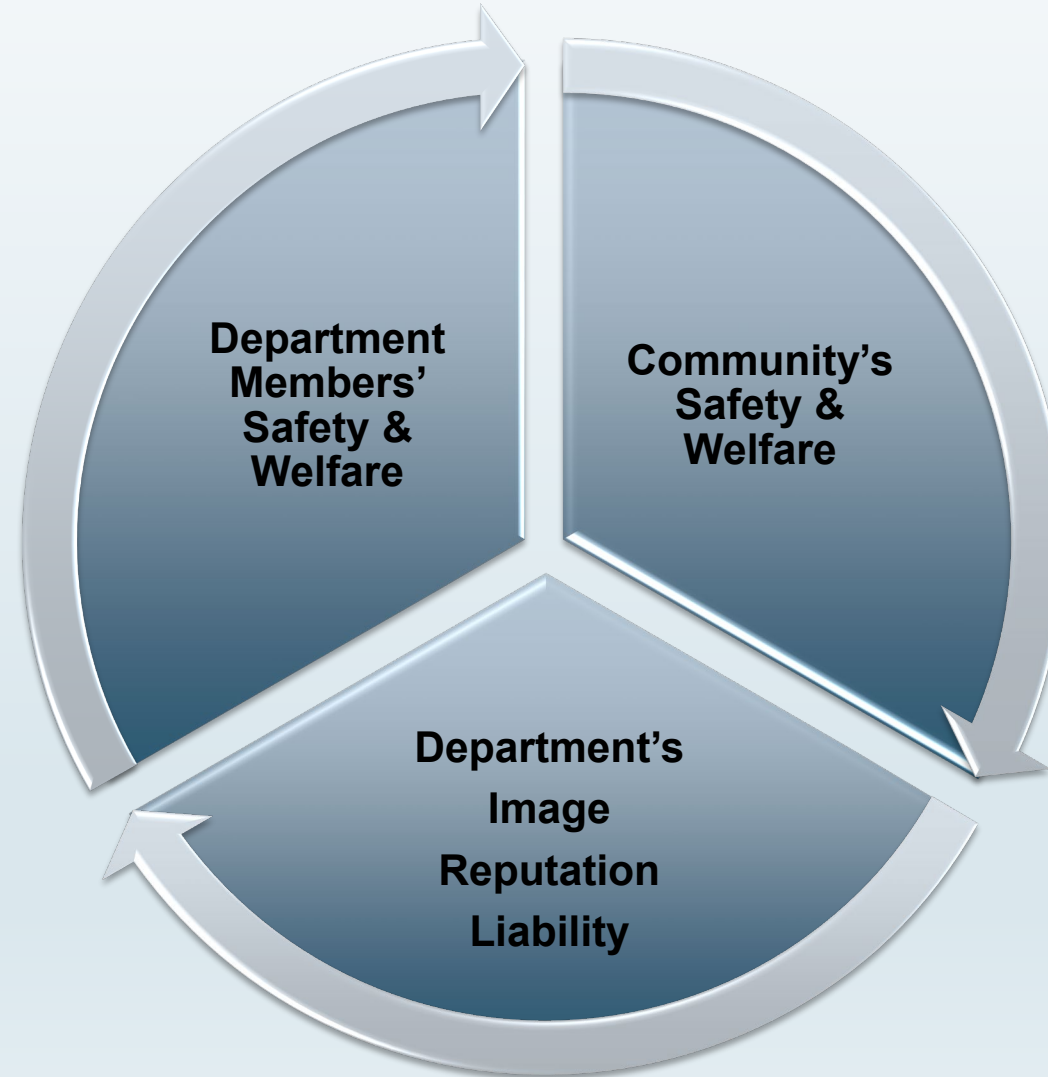 Department
Members’
Safety &
Welfare
Community’s
Safety &
Welfare
Department’s
Image
Reputation
Liability